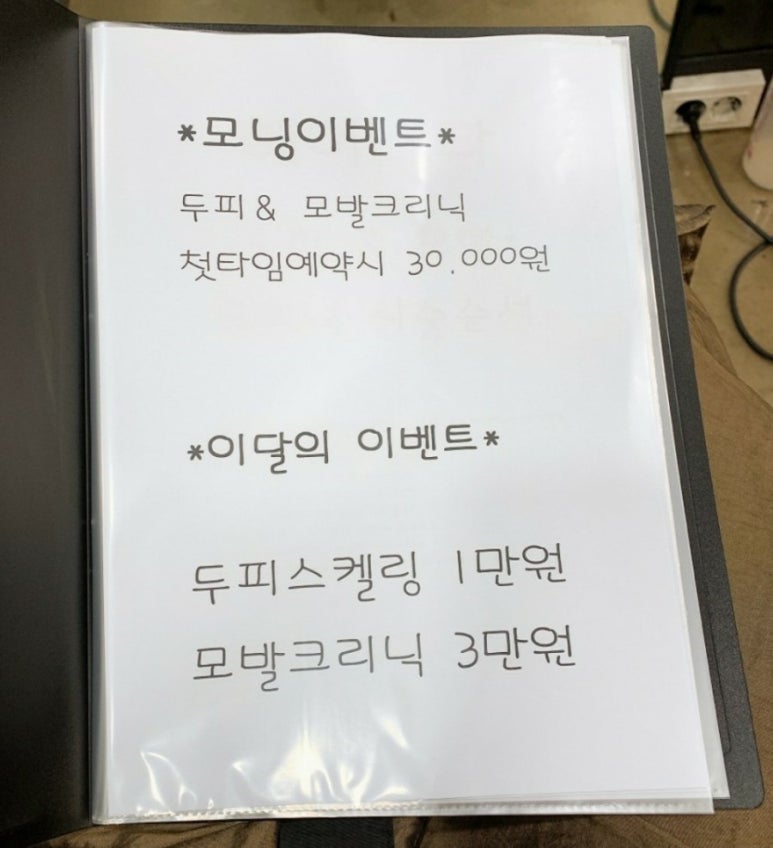 *모닝이벤트*
두피& 모발크리닉
첫타임예약시 30.000원
*이달의 이벤트*
두피스켈링 1만원
모발크리닉 3만원